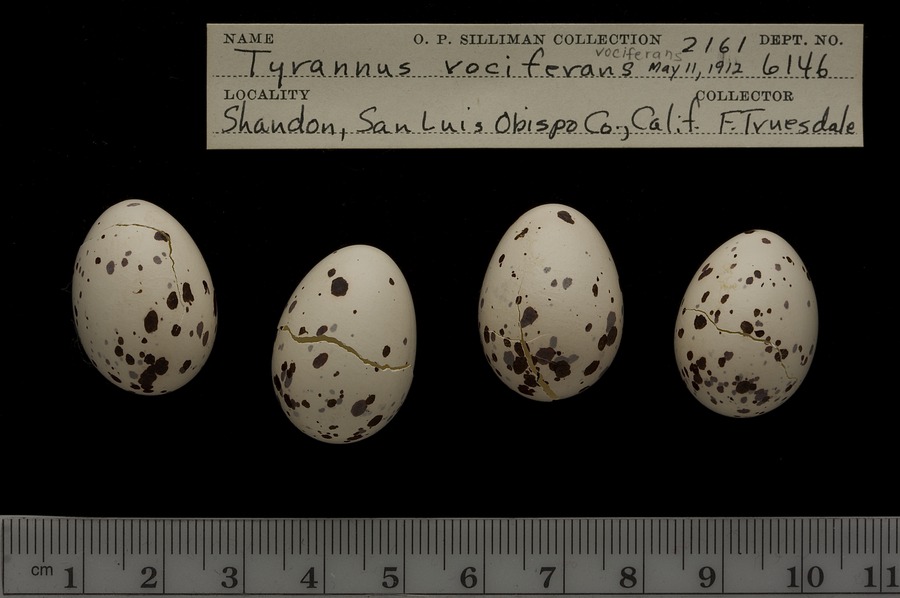 NAME O. P. SILLIMAN COLLECTION 2161 DEPT. NO.
vociferans
Tyrannus vociferans May 11, 1912 6146
LOCALITY COLLECTOR
Shandon, San Luis Obispo Co., Calif. F. Truesdale
cm 1 2 3 4 5 6 7 8 9 10 11